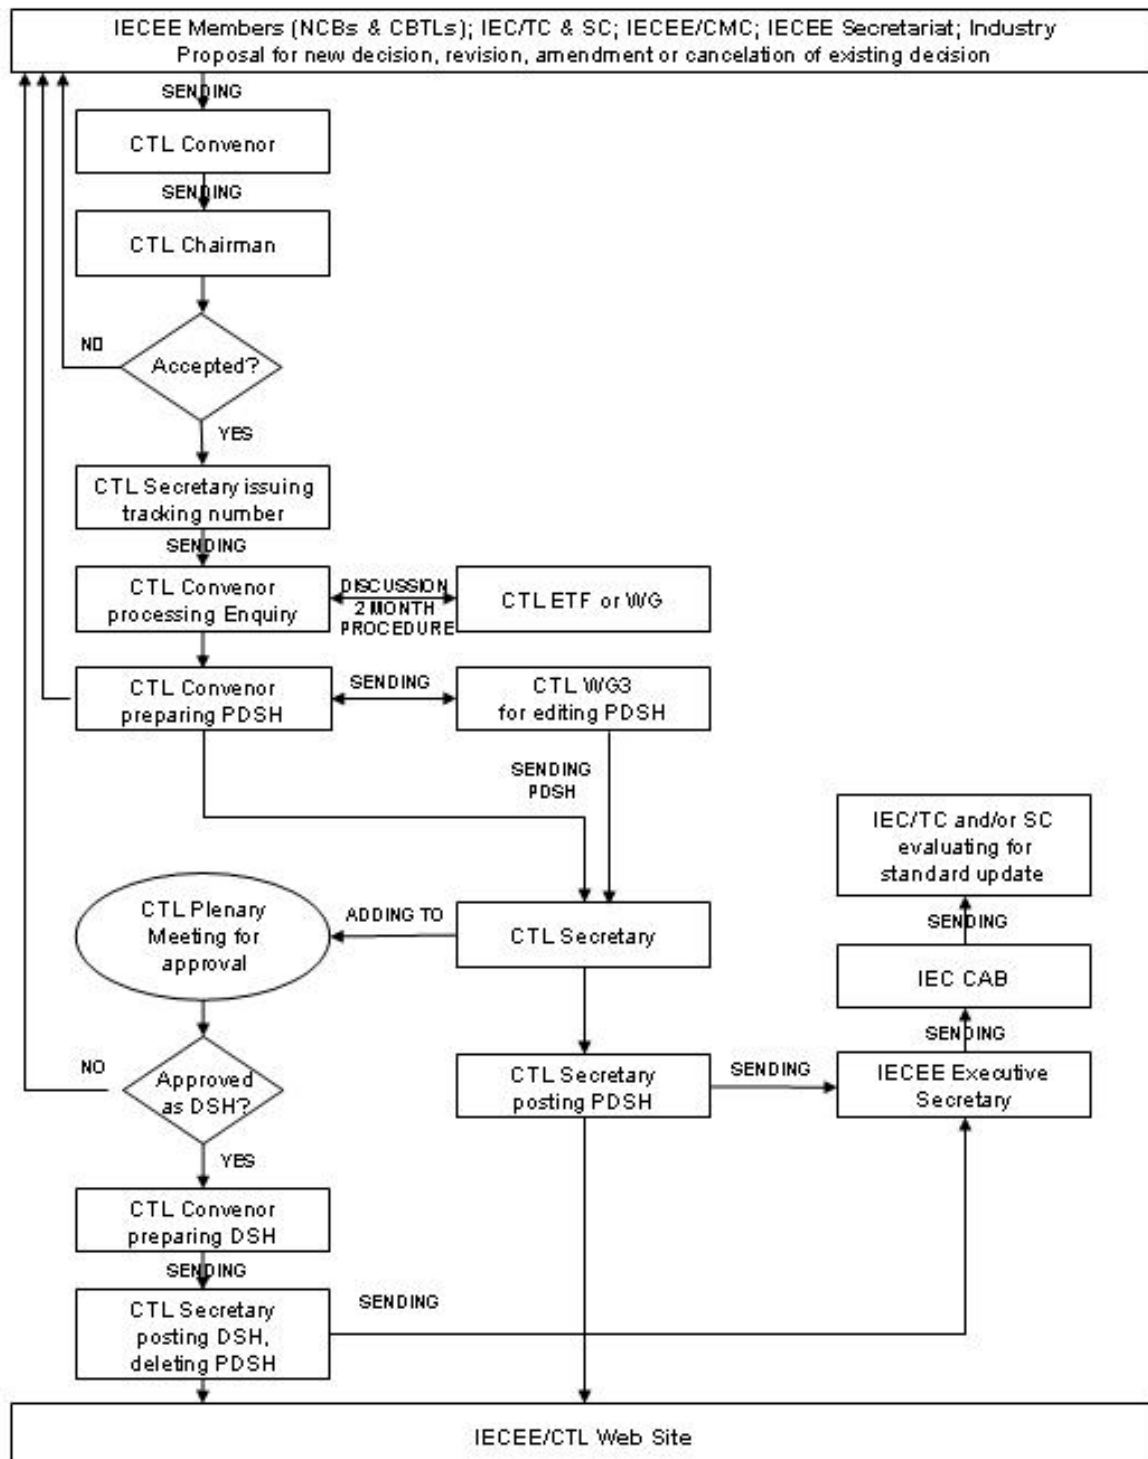 IECEE Members (NCBs & CBTLs); IEC/TC & SC; IECEE/CMC; IECEE Secretariat; Industry
Proposal for new decision, revision, amendment or cancelation of existing decision
SENDING
CTL Convenor
SENDING
CTL Chairman
NO
Accepted?
YES
CTL Secretary issuing
tracking number
SENDING
CTL Convenor
processing Enquiry
DISCUSSION
2 MONTH
PROCEDURE
CTL ETF or WG
CTL Convenor
preparing PDSH
SENDING
CTL WG3
for editing PDSH
SENDING
PDSH
IEC/TC and/or SC
evaluating for
standard update
SENDING
CTL Plenary
Meeting for
approval
ADDING TO
CTL Secretary
IEC CAB
SENDING
NO
Approved
as DSH?
CTL Secretary
posting PDSH
SENDING
IECEE Executive
Secretary
YES
CTL Convenor
preparing DSH
SENDING
CTL Secretary
posting DSH,
deleting PDSH
SENDING
IECEE/CTL Web Site